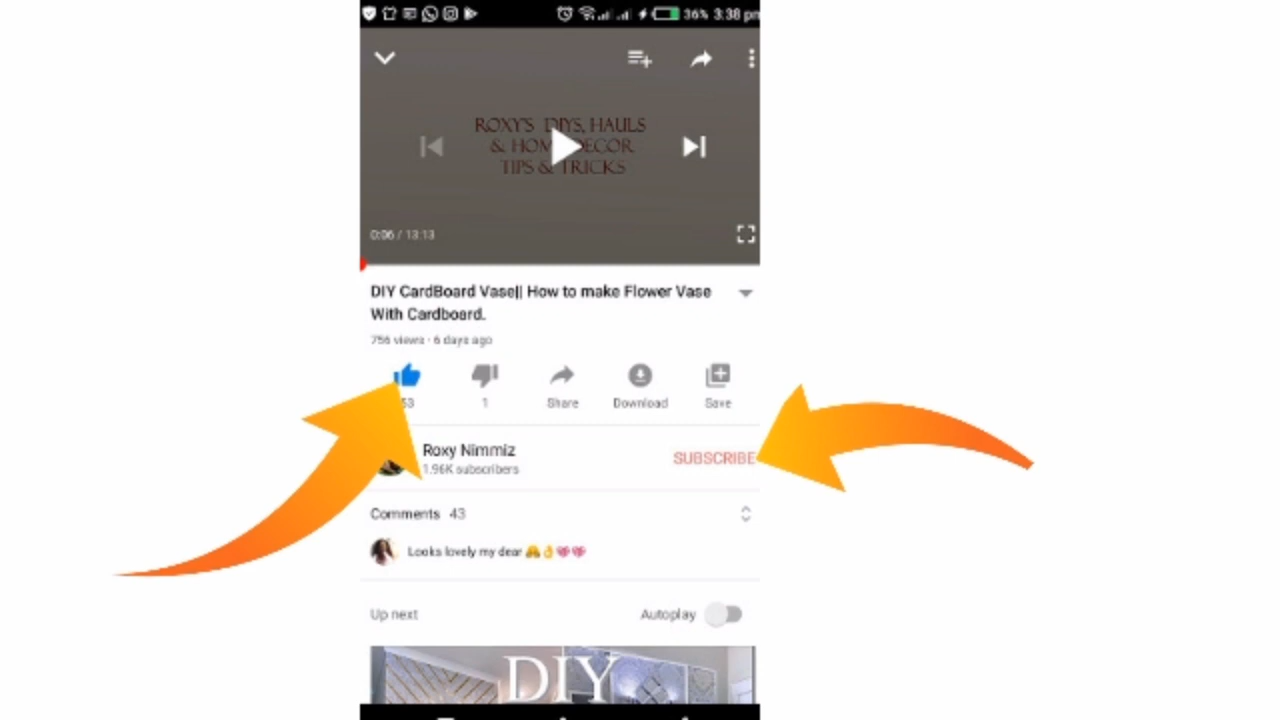 36% 3:38 pm
ROXY'S DIYS, HAULS
& HOME DECOR
TIPS & TRICKS
0:06 / 13:13
DIY CardBoard Vase|| How to make Flower Vase
With Cardboard.
756 views · 6 days ago
53 1 Share Download Save
Roxy Nimmiz
1.96K subscribers
SUBSCRIBE
Comments 43
Looks lovely my dear 🤗👌💖💖
Up next Autoplay
DIY